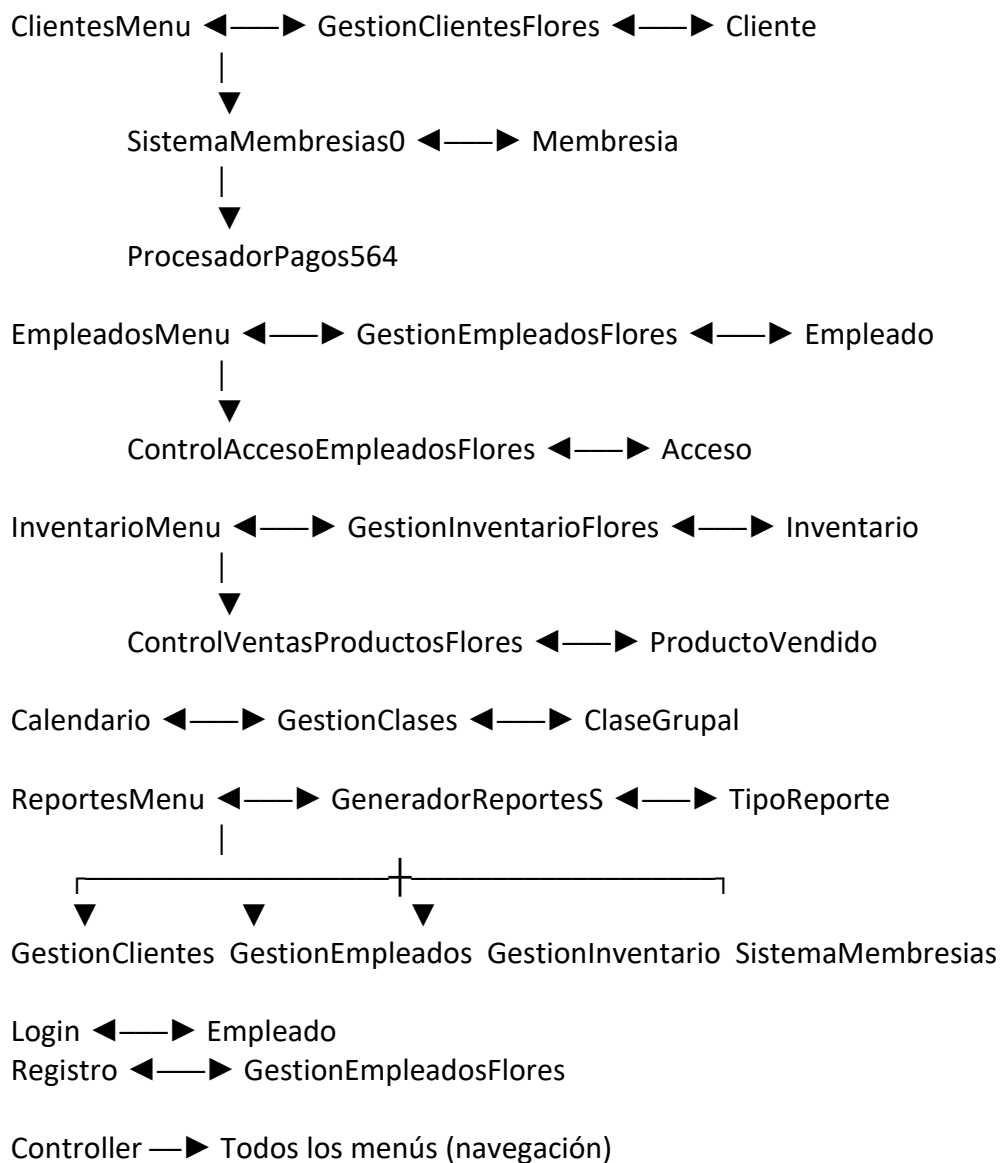 ClientesMenu ◄───► GestionClientesFlores ◄───► Cliente
│
▼
SistemaMembresias0 ◄───► Membresia
│
▼
ProcesadorPagos564
EmpleadosMenu ◄───► GestionEmpleadosFlores ◄───► Empleado
│
▼
ControlAccesoEmpleadosFlores ◄───► Acceso
InventarioMenu ◄───► GestionInventarioFlores ◄───► Inventario
│
▼
ControlVentasProductosFlores ◄───► ProductoVendido
Calendario ◄───► GestionClases ◄───► ClaseGrupal
ReportesMenu ◄───► GeneradorReportesS ◄───► TipoReporte
│
┌───────────────────┼───────────────────┐
▼ ▼ ▼
GestionClientes GestionEmpleados GestionInventario SistemaMembresias
Login ◄───► Empleado
Registro ◄───► GestionEmpleadosFlores
Controller ──► Todos los menús (navegación)